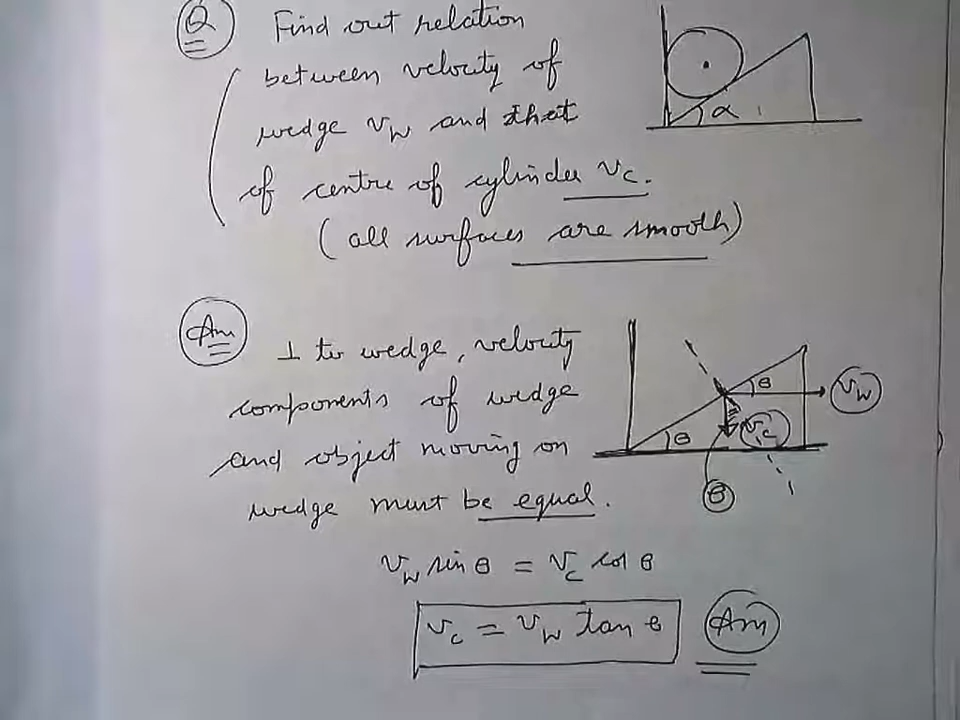 Q Find out relation
between velocity of
wedge v_w and that
of centre of cylinder v_c.
(all surfaces are smooth)
α
Ans ⊥ to wedge, velocity
components of wedge
and object moving on
wedge must be equal.
θ v_w
θ v_c
θ
v_w sin θ = v_c cos θ
v_c = v_w tan θ Ans